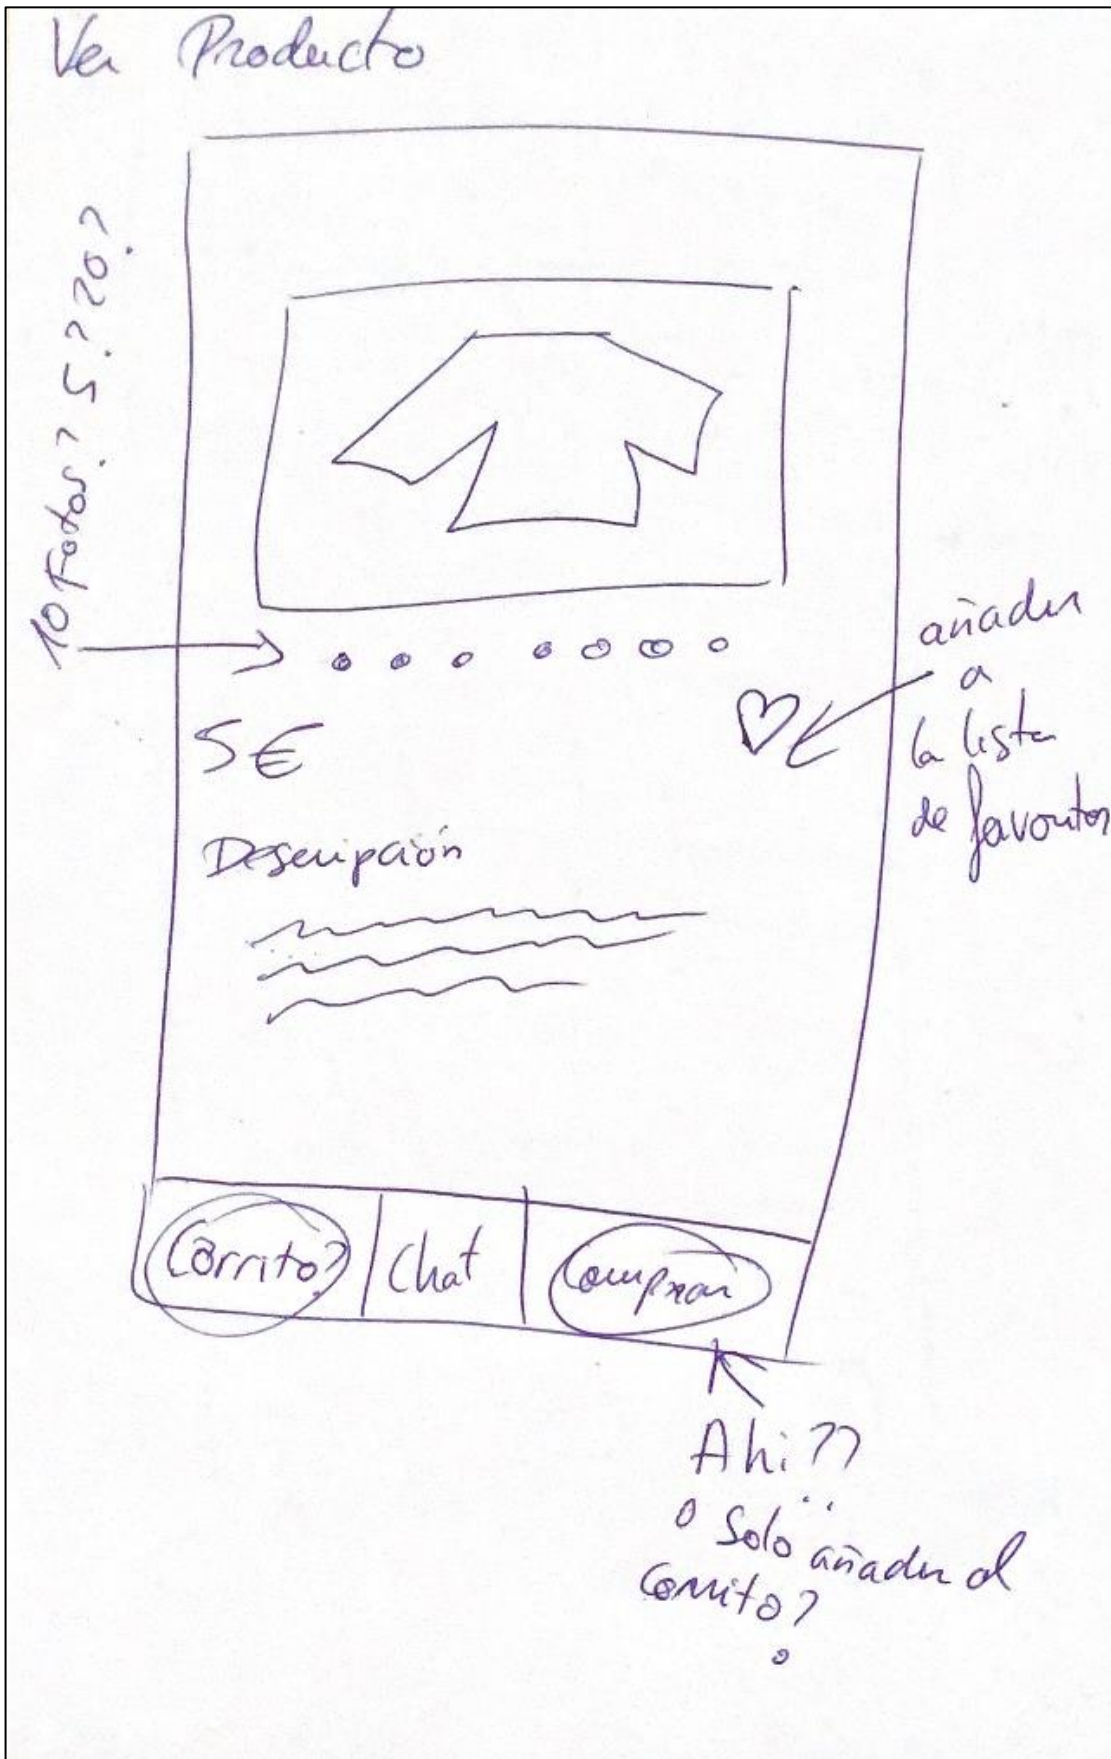 Ver Producto
10 Fotos? 5? 20?
añadir
a
la lista
de favoritos
5€
Descripción
Carrito?
Chat
Comprar
Ahi??
o Solo añadir al
Carrito?